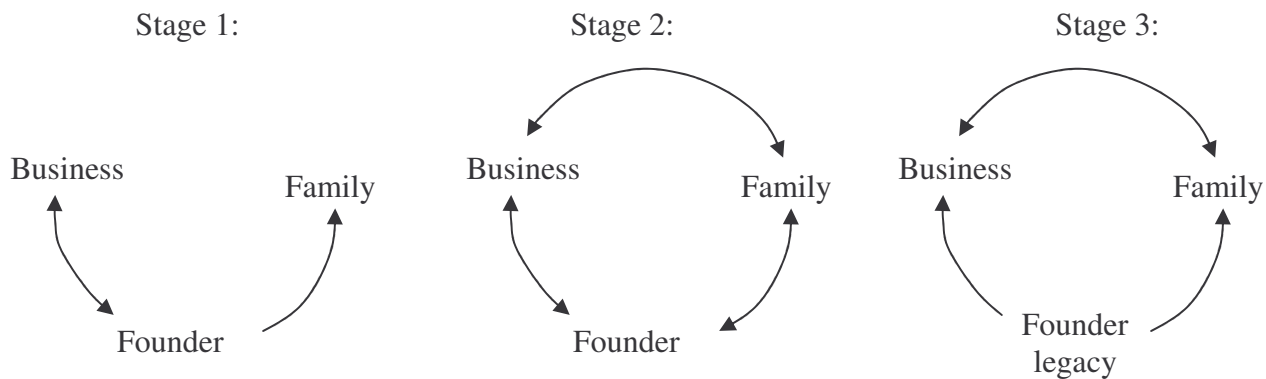 Stage 1:
Business
Family
Founder
Stage 2:
Business
Family
Founder
Stage 3:
Business
Family
Founder
legacy